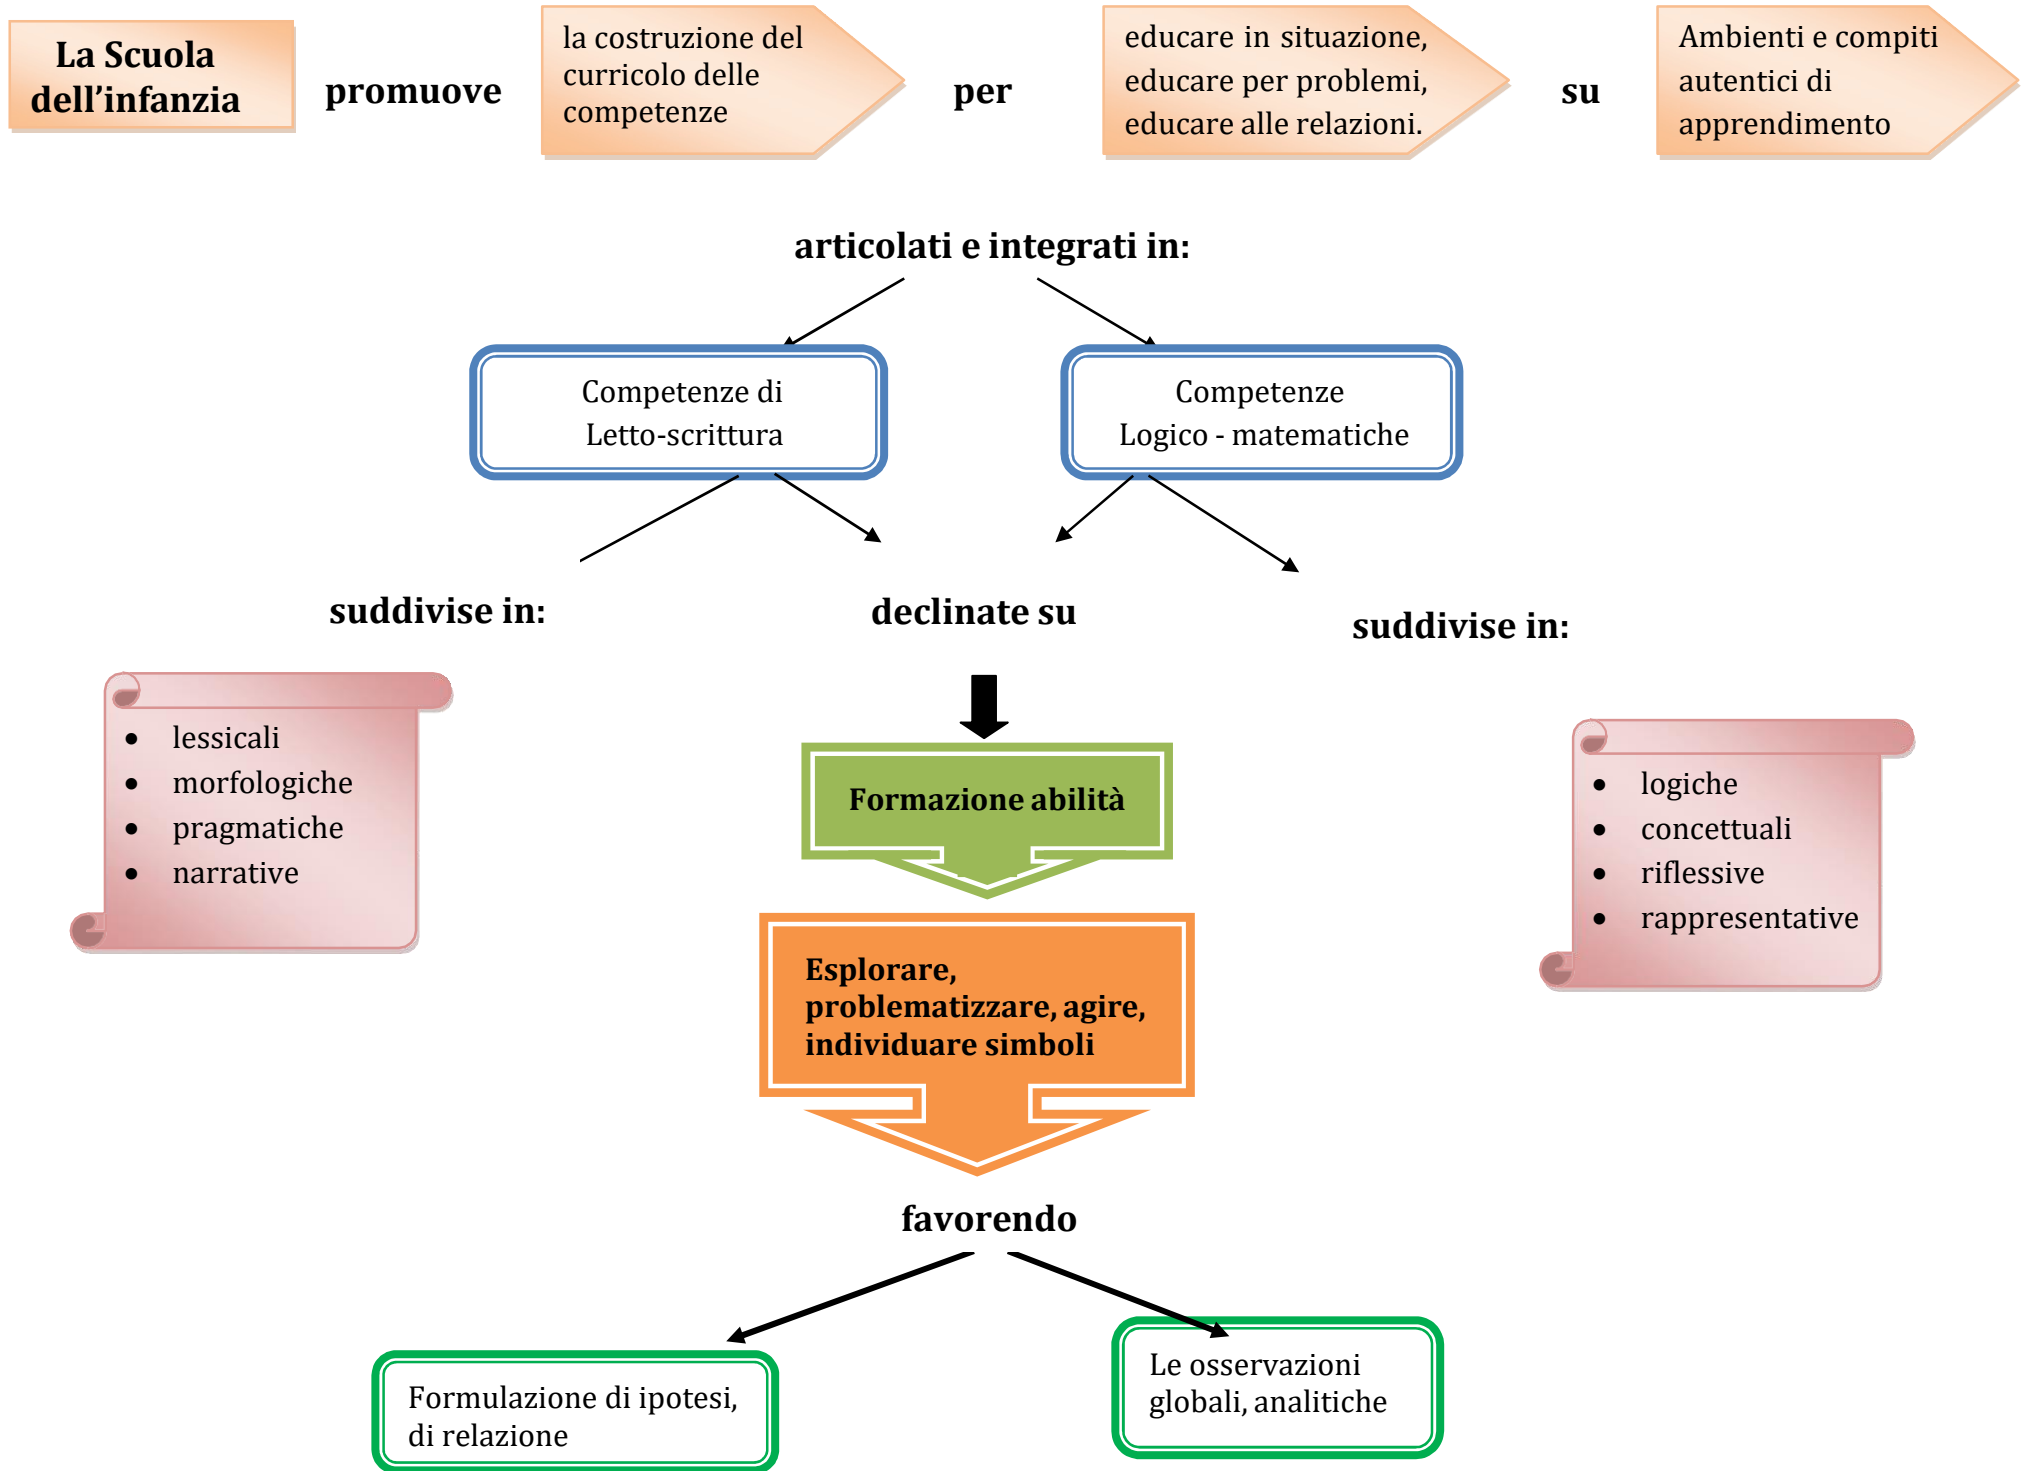 La Scuola
dell'infanzia
promuove
la costruzione del
curricolo delle
competenze
per
educare in situazione,
educare per problemi,
educare alle relazioni.
su
Ambienti e compiti
autentici di
apprendimento
articolati e integrati in:
Competenze di
Letto-scrittura
Competenze
Logico - matematiche
suddivise in:
declinate su
suddivise in:
• lessicali
• morfologiche
• pragmatiche
• narrative
Formazione abilità
• logiche
• concettuali
• riflessive
• rappresentative
Esplorare,
problematizzare, agire,
individuare simboli
favorendo
Formulazione di ipotesi,
di relazione
Le osservazioni
globali, analitiche